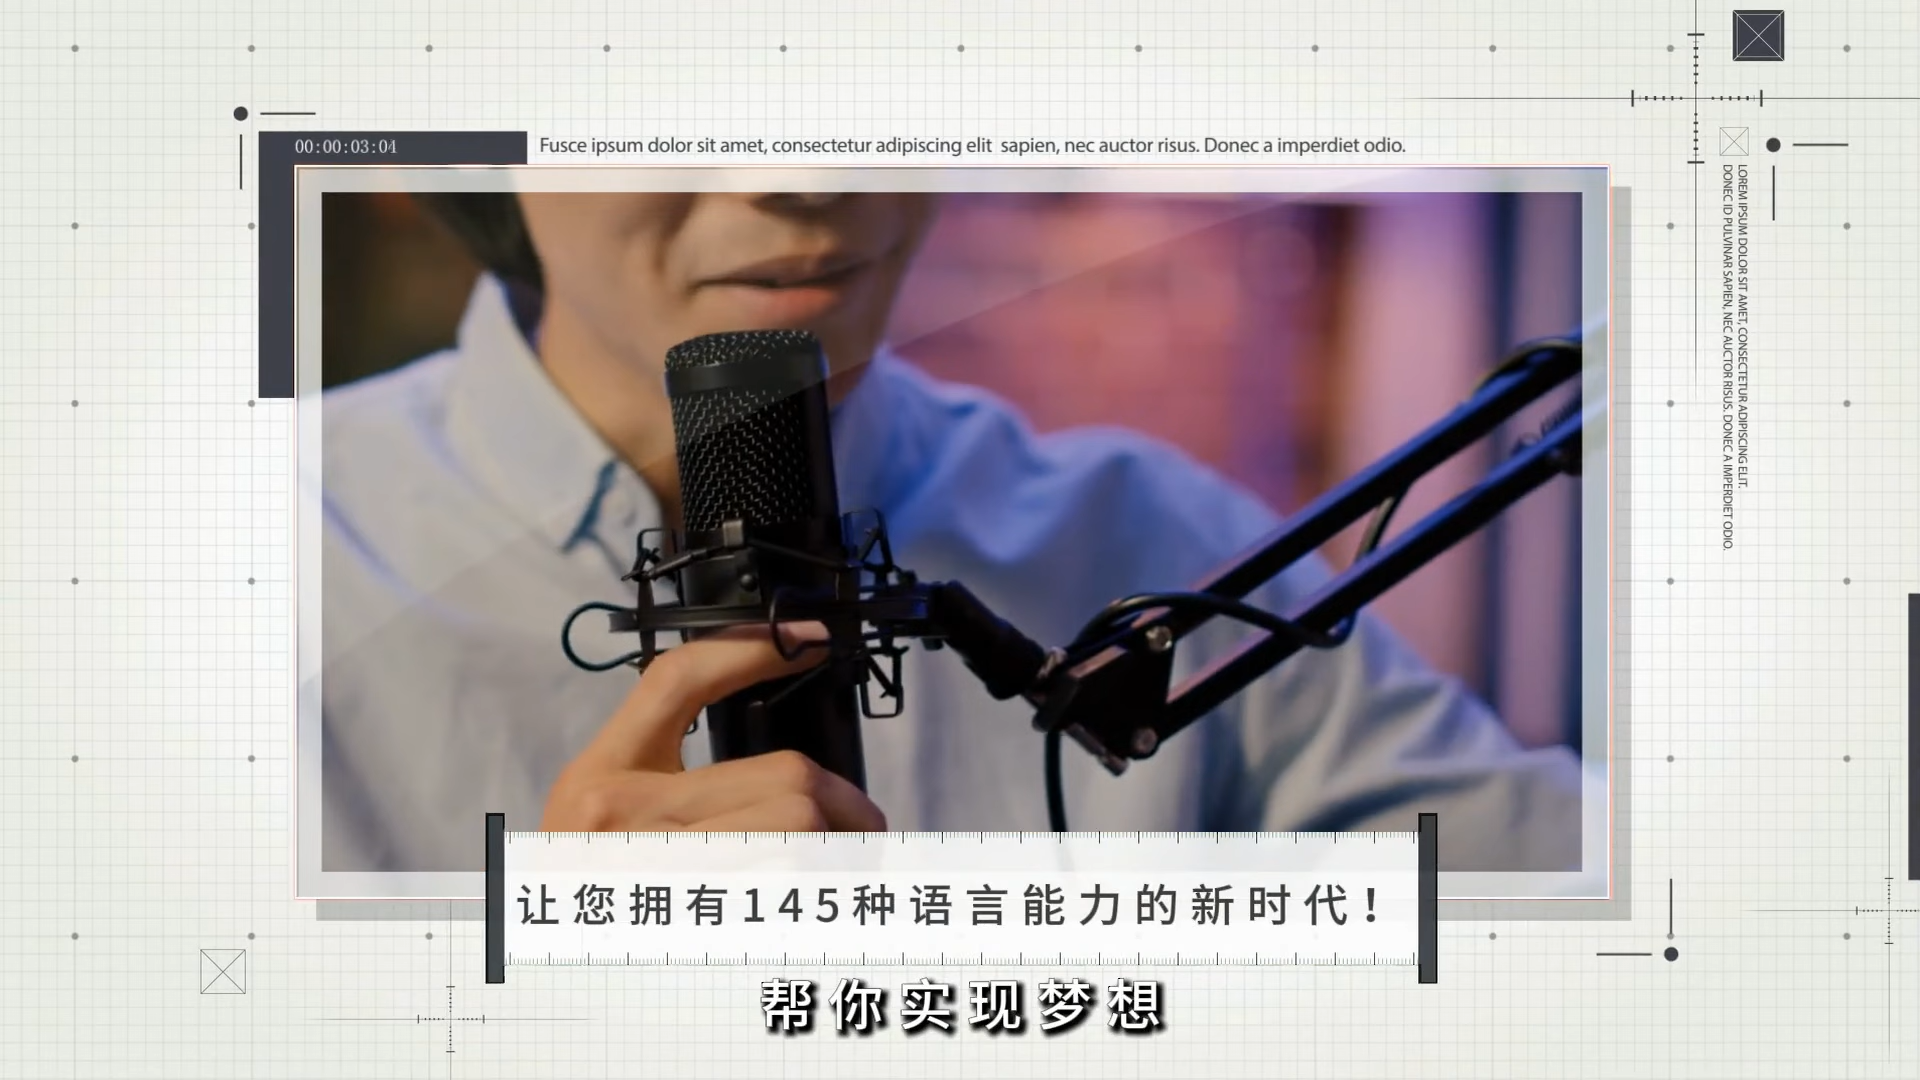 00:00:03:04
Fusce ipsum dolor sit amet, consectetur adipiscing elit sapien, nec auctor risus. Donec a imperdiet odio.
LOREM IPSUM DOLOR SIT AMET, CONSECTETUR ADIPISCING ELIT.
DONEC ID PULVINAR SAPIEN, NEC AUCTOR RISUS. DONEC A IMPERDIET ODIO.
让您拥有145种语言能力的新时代！
帮你实现梦想